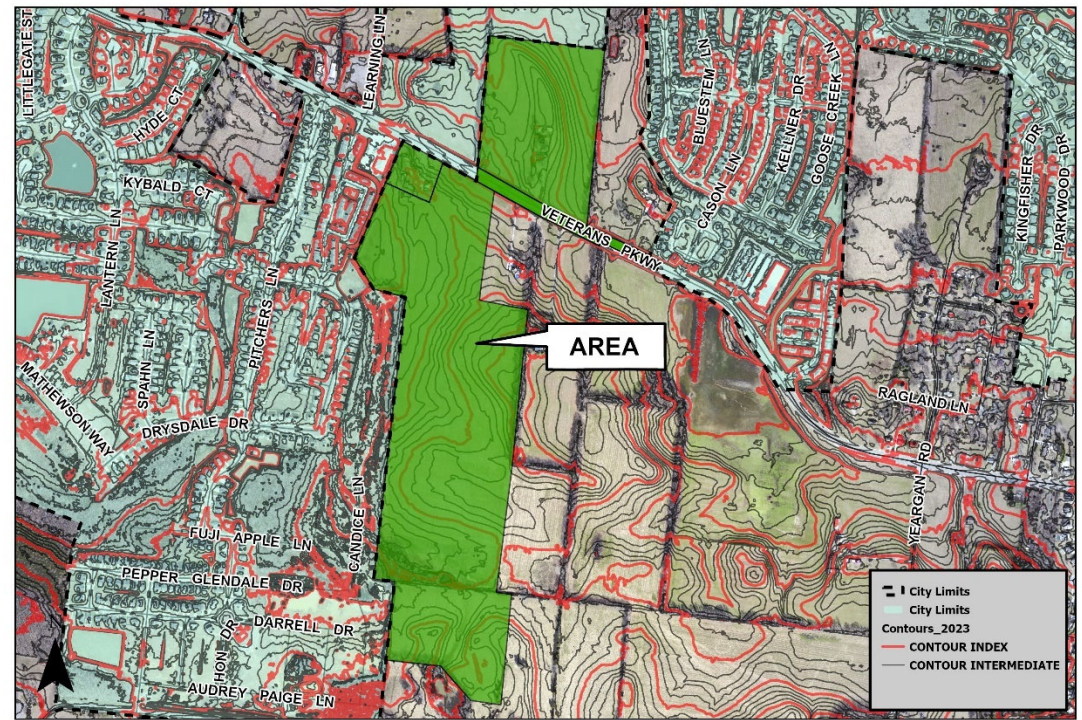 LITTLEGATE ST
HYDE CT
LEARNING LN
BLUESTEM LN
KELLNER DR
GOOSE CREEK LN
CASON LN
KINGFISHER DR
PARKWOOD DR
KYBALD CT
LANTERN LN
PITCHERS LN
VETERANS PKWY
AREA
SPAHN LN
MATHEWSON WAY
DRYSDALE DR
RAGLAND LN
YEARGAN RD
CANDICE LN
FUJI APPLE LN
PEPPER GLENDALE DR
HON DR
DARRELL DR
AUDREY PAIGE LN
City Limits
City Limits
Contours_2023
CONTOUR INDEX
CONTOUR INTERMEDIATE